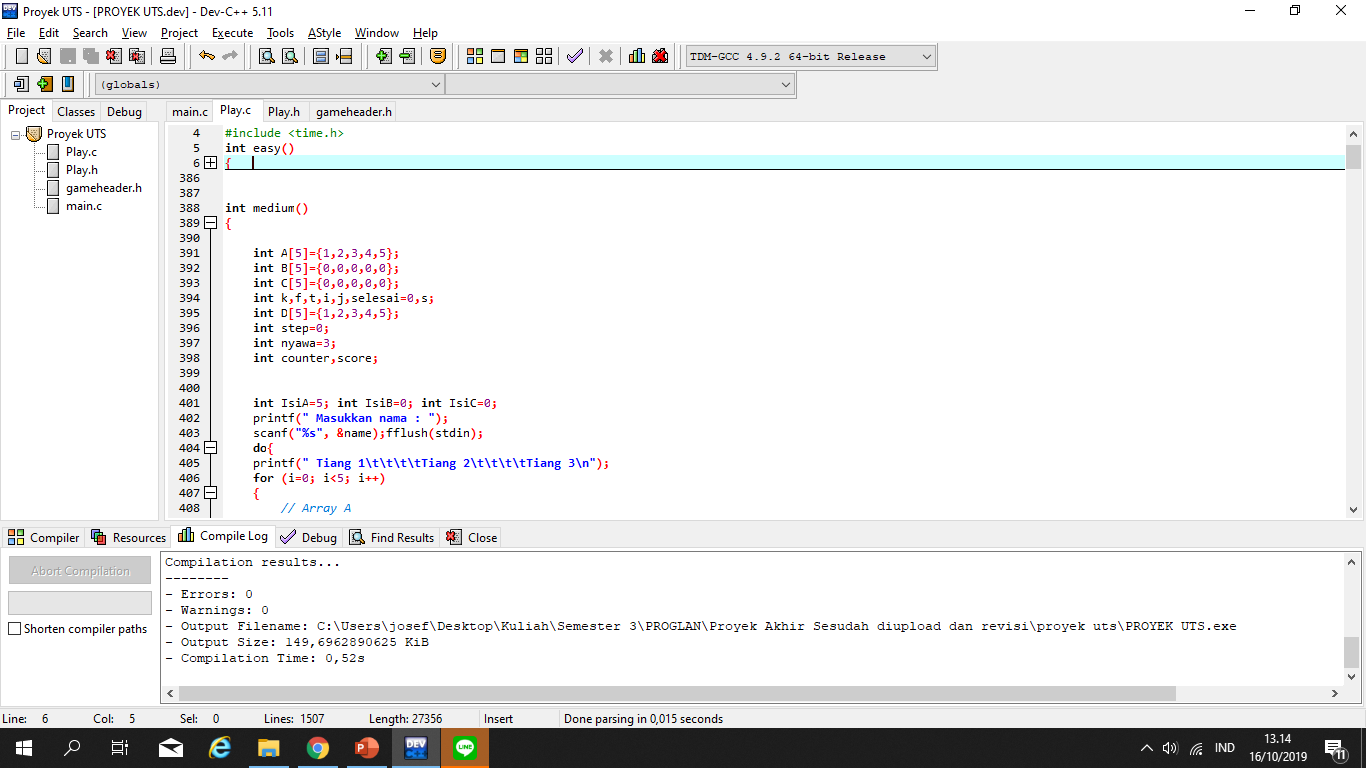 Proyek UTS - [PROYEK UTS.dev] - Dev-C++ 5.11
File Edit Search View Project Execute Tools AStyle Window Help
TDM-GCC 4.9.2 64-bit Release
(globals)
Project Classes Debug
main.c Play.c Play.h gameheader.h
Proyek UTS
Play.c
Play.h
gameheader.h
main.c
4 #include <time.h>
5 int easy()
6 {
386
387
388 int medium()
389 {
390
391 int A[5]={1,2,3,4,5};
392 int B[5]={0,0,0,0,0};
393 int C[5]={0,0,0,0,0};
394 int k,f,t,i,j,selesai=0,s;
395 int D[5]={1,2,3,4,5};
396 int step=0;
397 int nyawa=3;
398 int counter,score;
399
400
401 int IsiA=5; int IsiB=0; int IsiC=0;
402 printf(" Masukkan nama : ");
403 scanf("%s", &name);fflush(stdin);
404 do{
405 printf(" Tiang 1\t\t\t\tTiang 2\t\t\t\tTiang 3\n");
406 for (i=0; i<5; i++)
407 {
408 // Array A
Compiler Resources Compile Log Debug Find Results Close
Abort Compilation
Shorten compiler paths
Compilation results...
--------
- Errors: 0
- Warnings: 0
- Output Filename: C:\Users\josef\Desktop\Kuliah\Semester 3\PROGLAN\Proyek Akhir Sesudah diupload dan revisi\proyek uts\PROYEK UTS.exe
- Output Size: 149,6962890625 KiB
- Compilation Time: 0,52s
Line: 6 Col: 5 Sel: 0 Lines: 1507 Length: 27356 Insert Done parsing in 0,015 seconds
DEV
LINE
IND
13.14
16/10/2019
11